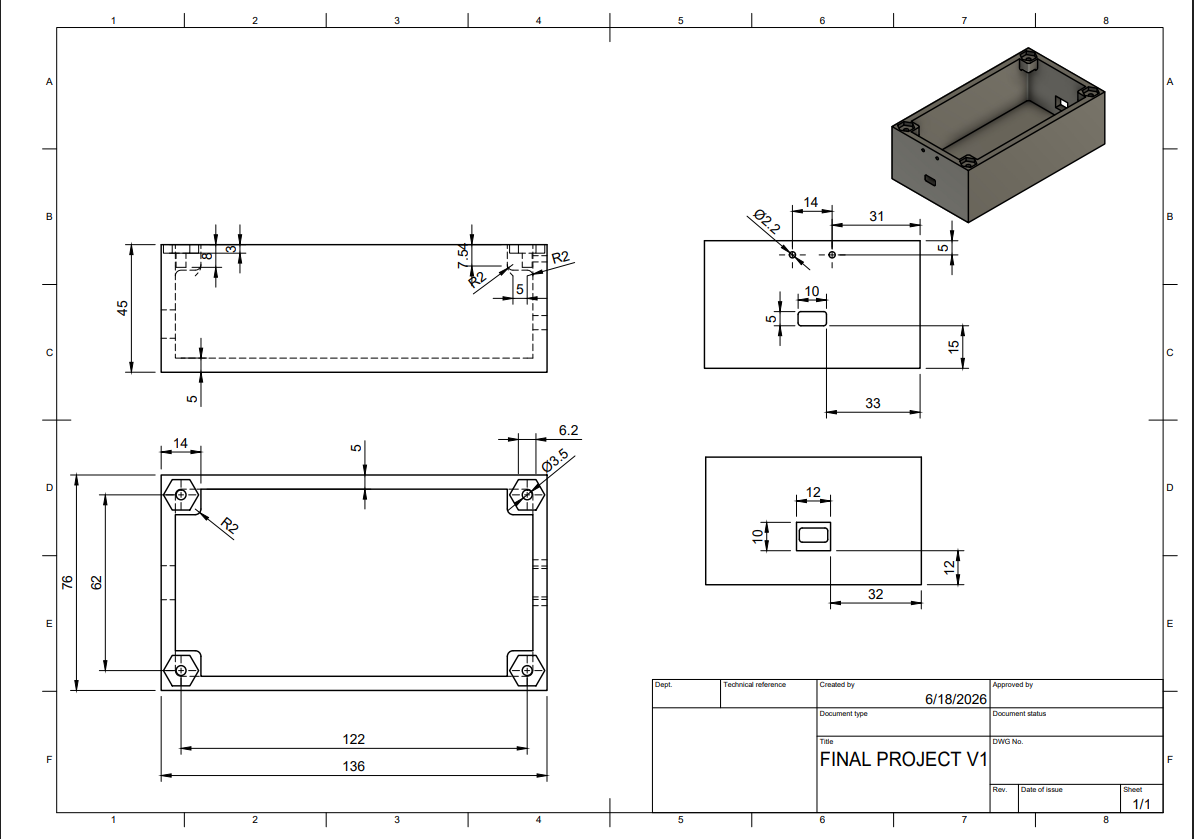 1 2 3 4 5 6 7 8
A A
B B
C C
D D
E E
F F
45
8
3
7.54
R2
R2
5
5
14
31
Ø2.2
5
10
5
15
33
14
5
6.2
Ø3.5
R2
76
62
122
136
12
10
12
32
Dept.
Technical reference
Created by
6/18/2026
Approved by
Document type
Document status
Title
FINAL PROJECT V1
DWG No.
Rev.
Date of issue
Sheet
1/1
1 2 3 4 5 6 7 8